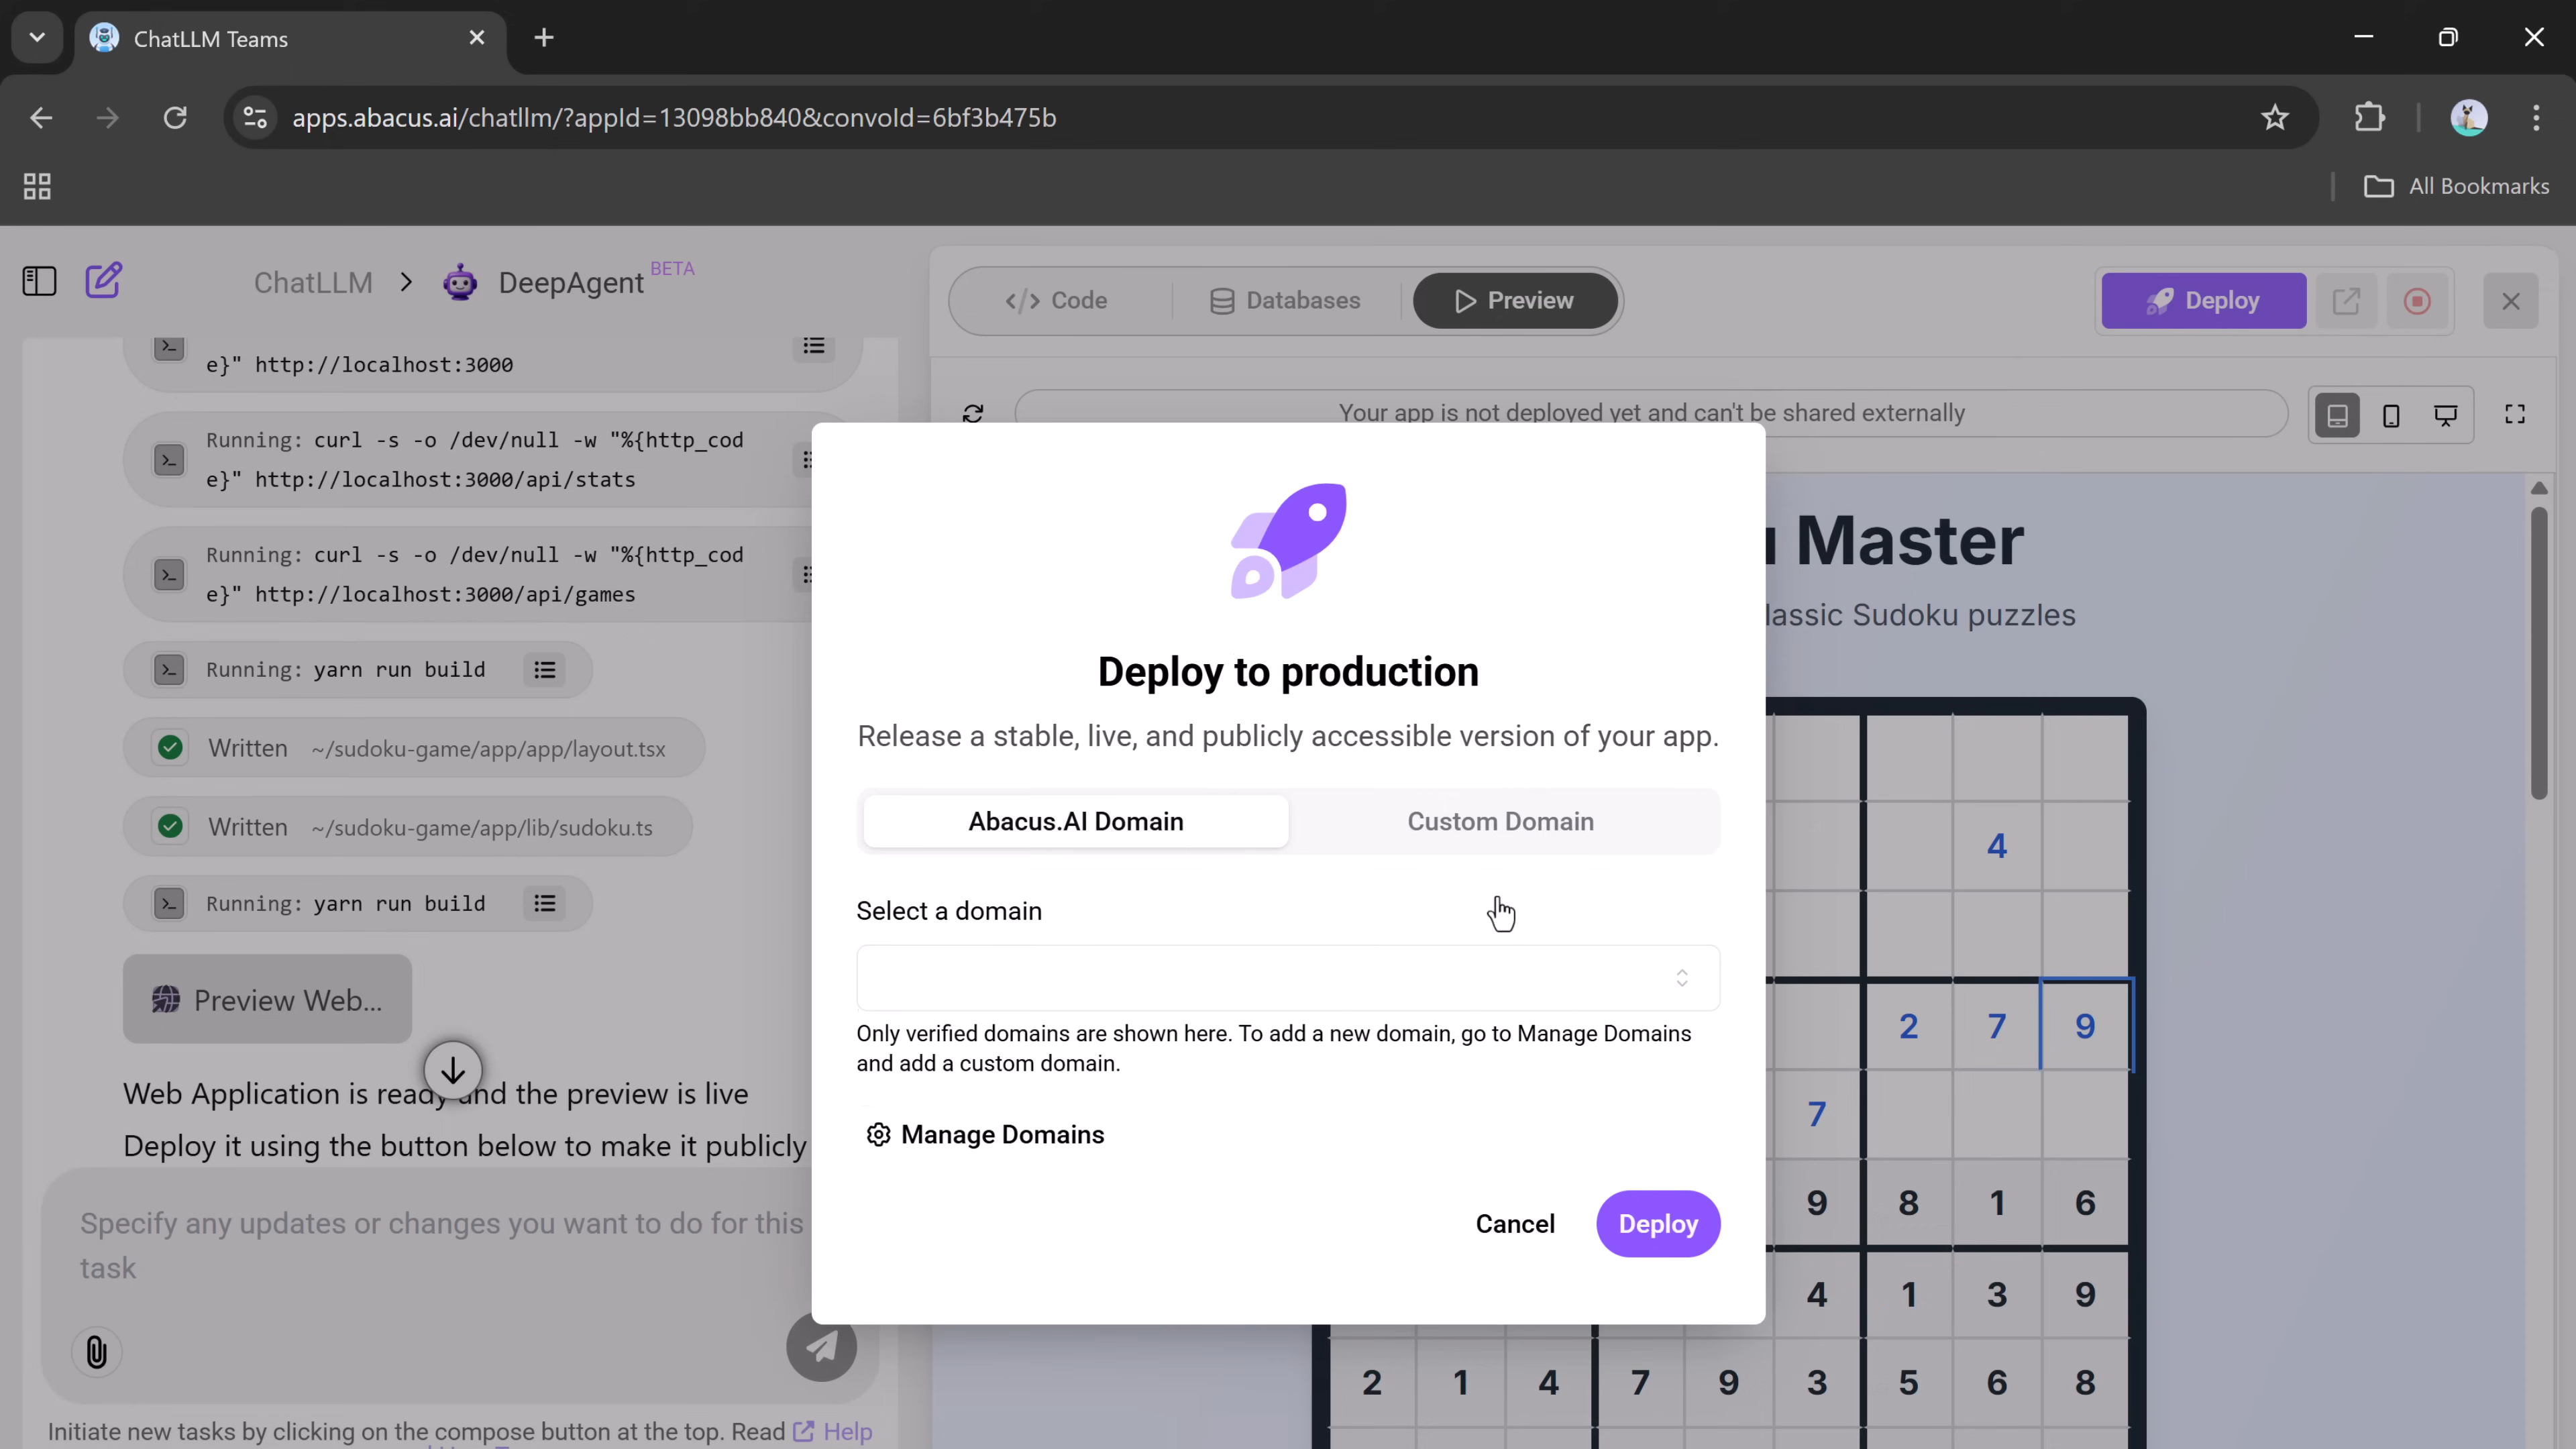 ChatLLM Teams
apps.abacus.ai/chatllm/?appId=13098bb840&convoId=6bf3b475b
All Bookmarks
ChatLLM
DeepAgent BETA
e}" http://localhost:3000
Running: curl -s -o /dev/null -w "%{http_cod
e}" http://localhost:3000/api/stats
Running: curl -s -o /dev/null -w "%{http_cod
e}" http://localhost:3000/api/games
Running: yarn run build
Written ~/sudoku-game/app/app/layout.tsx
Written ~/sudoku-game/app/lib/sudoku.ts
Running: yarn run build
Preview Web...
Web Application is ready and the preview is live
Deploy it using the button below to make it publicly
Specify any updates or changes you want to do for this
task
Initiate new tasks by clicking on the compose button at the top. Read Help
</> Code
Databases
Preview
Deploy
Your app is not deployed yet and can't be shared externally
Master
lassic Sudoku puzzles
Deploy to production
Release a stable, live, and publicly accessible version of your app.
Abacus.AI Domain
Custom Domain
Select a domain
Only verified domains are shown here. To add a new domain, go to Manage Domains
and add a custom domain.
Manage Domains
Cancel
Deploy
4
2 7 9
7
9 8 1 6
4 1 3 9
2 1 4 7 9 3 5 6 8